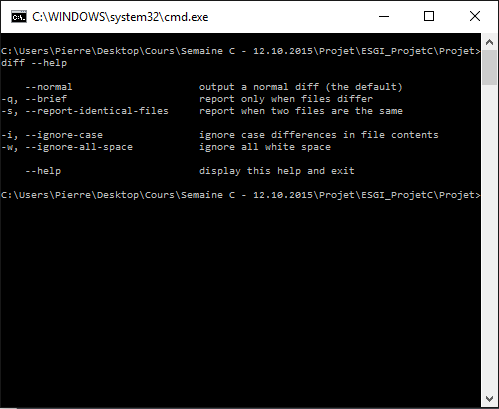 C:\WINDOWS\system32\cmd.exe
C:\Users\Pierre\Desktop\Cours\Semaine C - 12.10.2015\Projet\ESGI_ProjetC\Projet>
diff --help
--normal output a normal diff (the default)
-q, --brief report only when files differ
-s, --report-identical-files report when two files are the same
-i, --ignore-case ignore case differences in file contents
-w, --ignore-all-space ignore all white space
--help display this help and exit
C:\Users\Pierre\Desktop\Cours\Semaine C - 12.10.2015\Projet\ESGI_ProjetC\Projet>